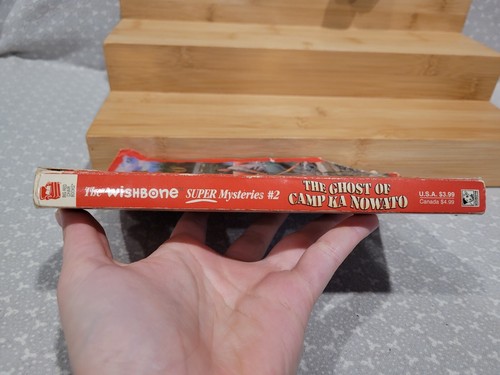 The WISHBONE SUPER Mysteries #2
THE GHOST OF
CAMP KA NOWATO
U.S.A. $3.99
Canada $4.99